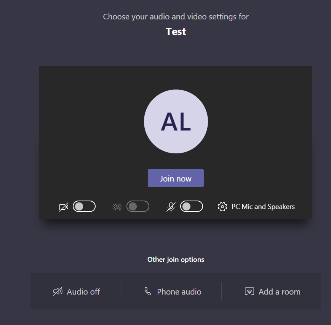 Choose your audio and video settings for
Test
AL
Join now
PC Mic and Speakers
Other join options
Audio off
Phone audio
Add a room